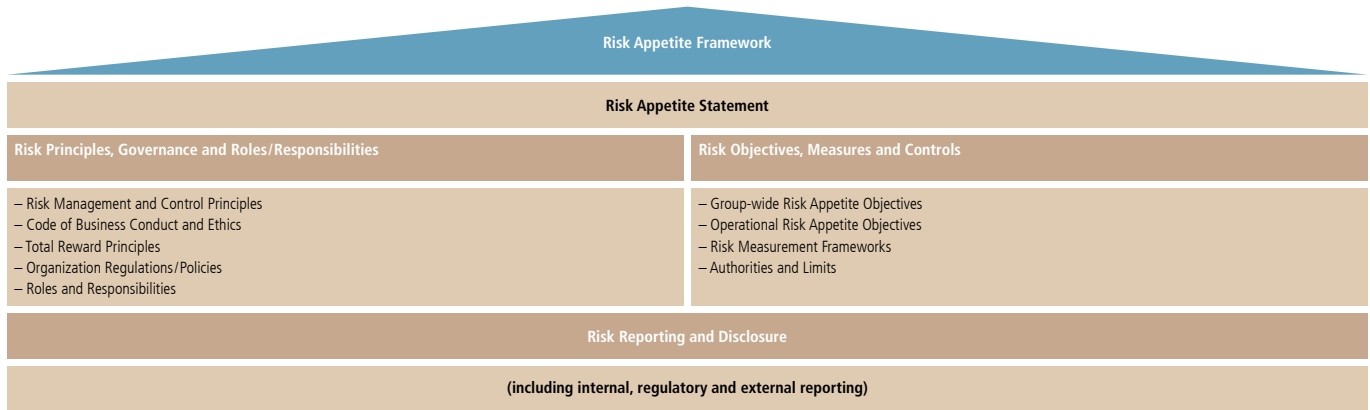 Risk Appetite Framework
Risk Appetite Statement
Risk Principles, Governance and Roles/Responsibilities
– Risk Management and Control Principles
– Code of Business Conduct and Ethics
– Total Reward Principles
– Organization Regulations/Policies
– Roles and Responsibilities
Risk Objectives, Measures and Controls
– Group-wide Risk Appetite Objectives
– Operational Risk Appetite Objectives
– Risk Measurement Frameworks
– Authorities and Limits
Risk Reporting and Disclosure
(including internal, regulatory and external reporting)